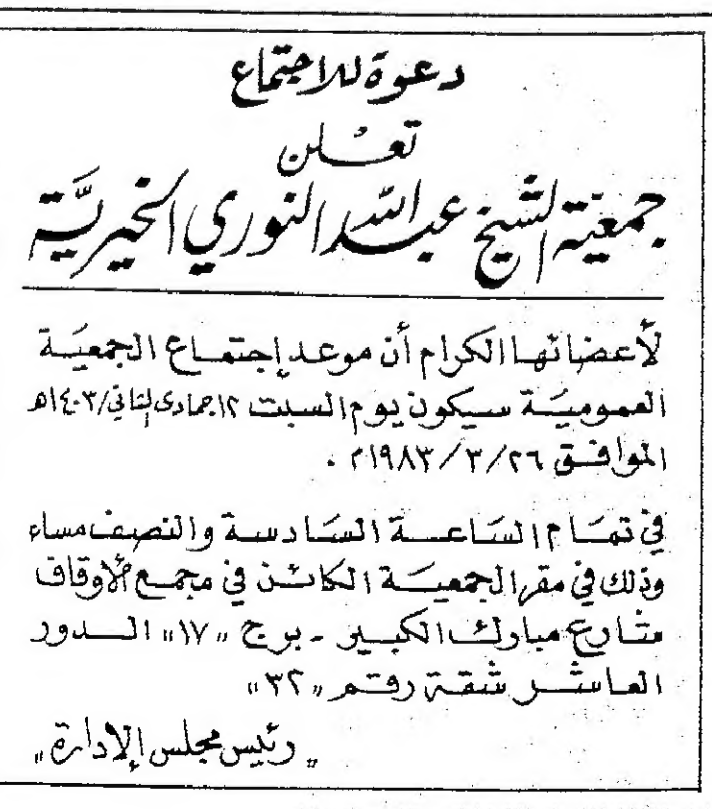 دعوة للاجتماع
تعلن
جمعية الشيخ عبدالله النوري الخيريَّة
لأعضائها الكرام أن موعد إجتماع الجمعية
العمومية سيكون يوم السبت ١٢ جمادى الثاني/١٤٠٣هـ
الموافق ٢٦/٣/١٩٨٣م .
في تمام الساعة السادسة والنصف مساء
وذلك في مقر الجمعية الكائن في مجمع الأوقاف
شارع مبارك الكبير - برج "١٧" الدور
العاشر شقة رقم "٣٢"
"رئيس مجلس الإدارة"